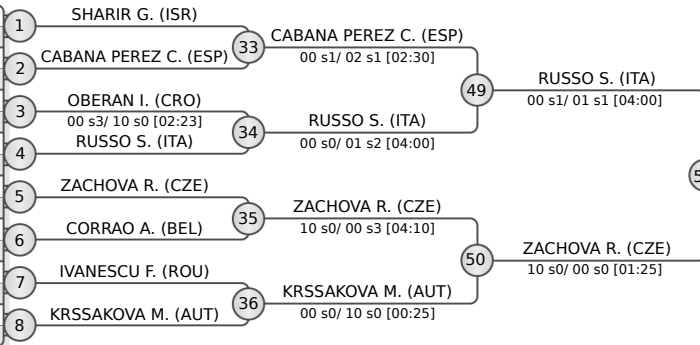 1
SHARIR G. (ISR)
2
CABANA PEREZ C. (ESP)
33
CABANA PEREZ C. (ESP)
00 s1/ 02 s1 [02:30]
3
OBERAN I. (CRO)
00 s3/ 10 s0 [02:23]
4
RUSSO S. (ITA)
34
RUSSO S. (ITA)
00 s0/ 01 s2 [04:00]
49
RUSSO S. (ITA)
00 s1/ 01 s1 [04:00]
5
ZACHOVA R. (CZE)
6
CORRAO A. (BEL)
35
ZACHOVA R. (CZE)
10 s0/ 00 s3 [04:10]
7
IVANESCU F. (ROU)
8
KRSSAKOVA M. (AUT)
36
KRSSAKOVA M. (AUT)
00 s0/ 10 s0 [00:25]
50
ZACHOVA R. (CZE)
10 s0/ 00 s0 [01:25]